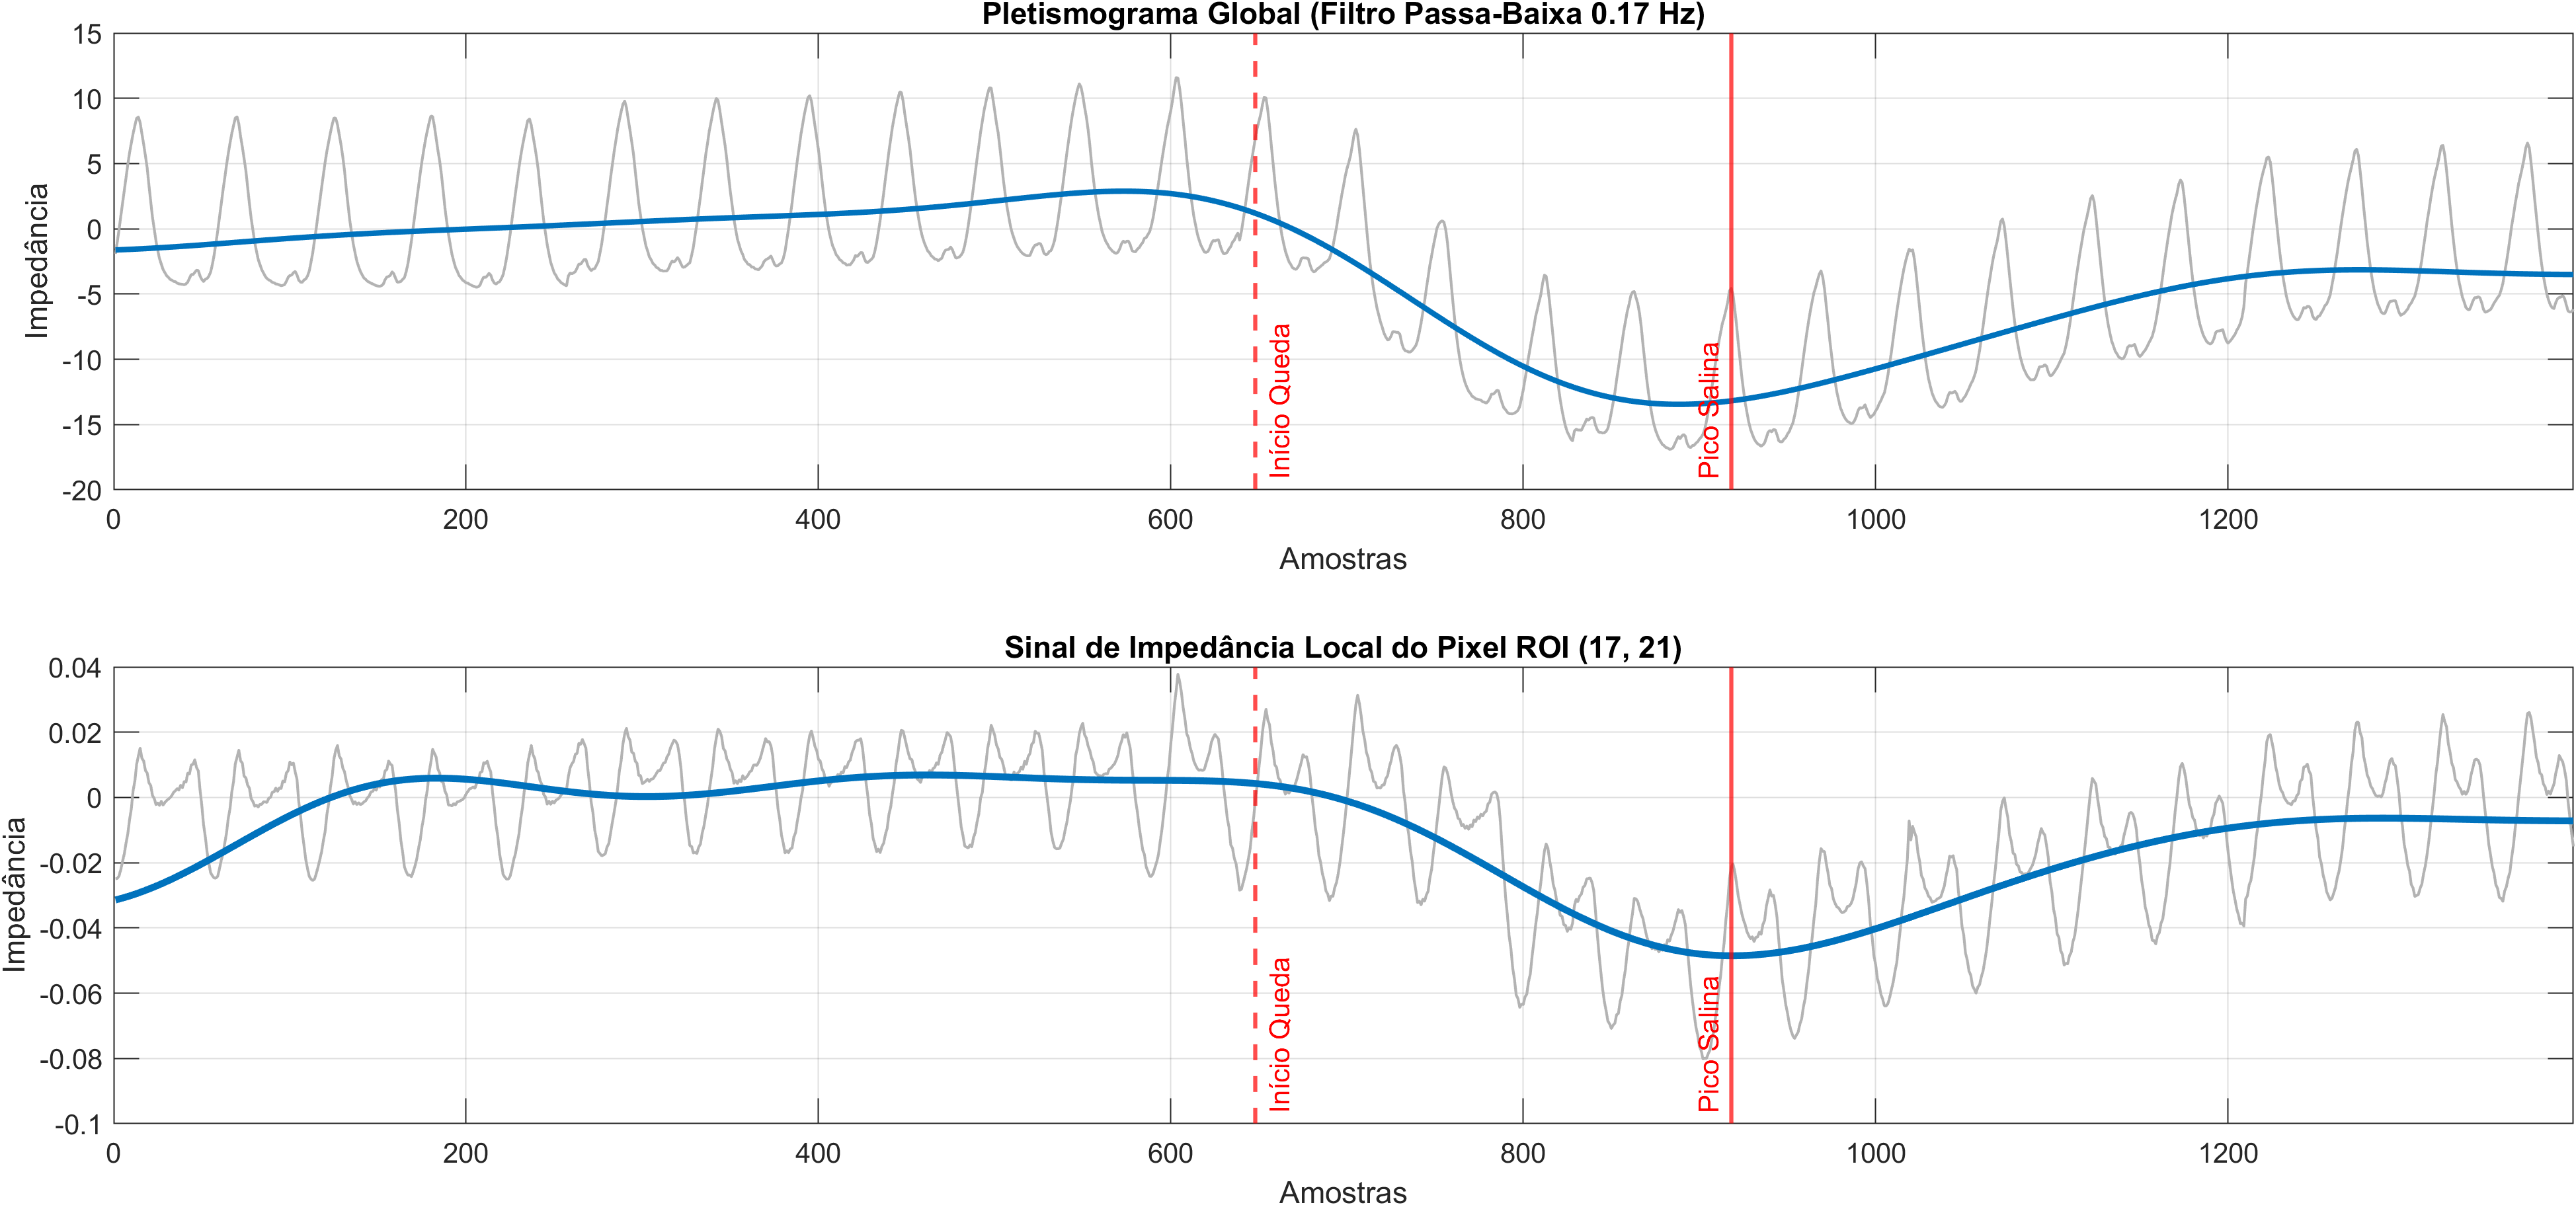 Pletismograma Global (Filtro Passa-Baixa 0.17 Hz)
15
10
5
0
-5
-10
-15
-20
Impedância
Início Queda
Pico Salina
0 200 400 600 800 1000 1200
Amostras
Sinal de Impedância Local do Pixel ROI (17, 21)
0.04
0.02
0
-0.02
-0.04
-0.06
-0.08
-0.1
Impedância
Início Queda
Pico Salina
0 200 400 600 800 1000 1200
Amostras